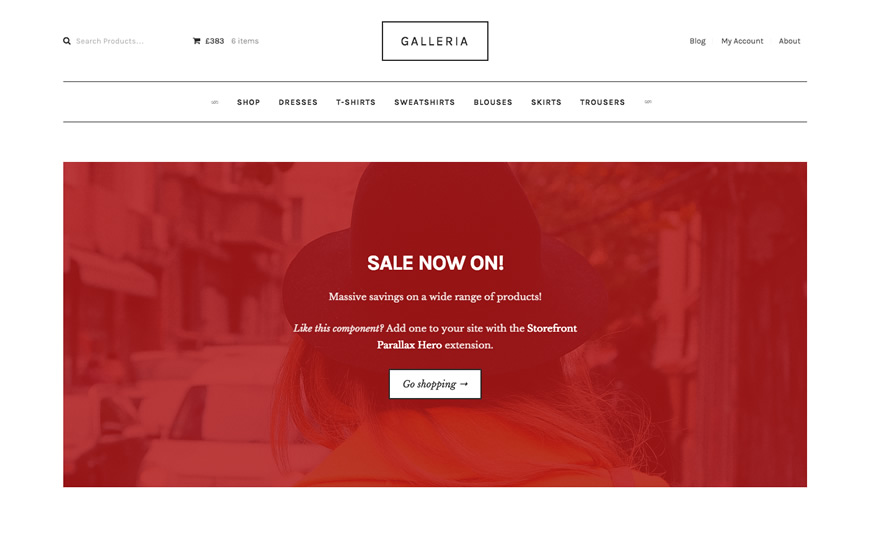 Search Products...
£383 6 items
GALLERIA
Blog My Account About
SHOP DRESSES T-SHIRTS SWEATSHIRTS BLOUSES SKIRTS TROUSERS
SALE NOW ON!
Massive savings on a wide range of products!
Like this component? Add one to your site with the Storefront
Parallax Hero extension.
Go shopping →